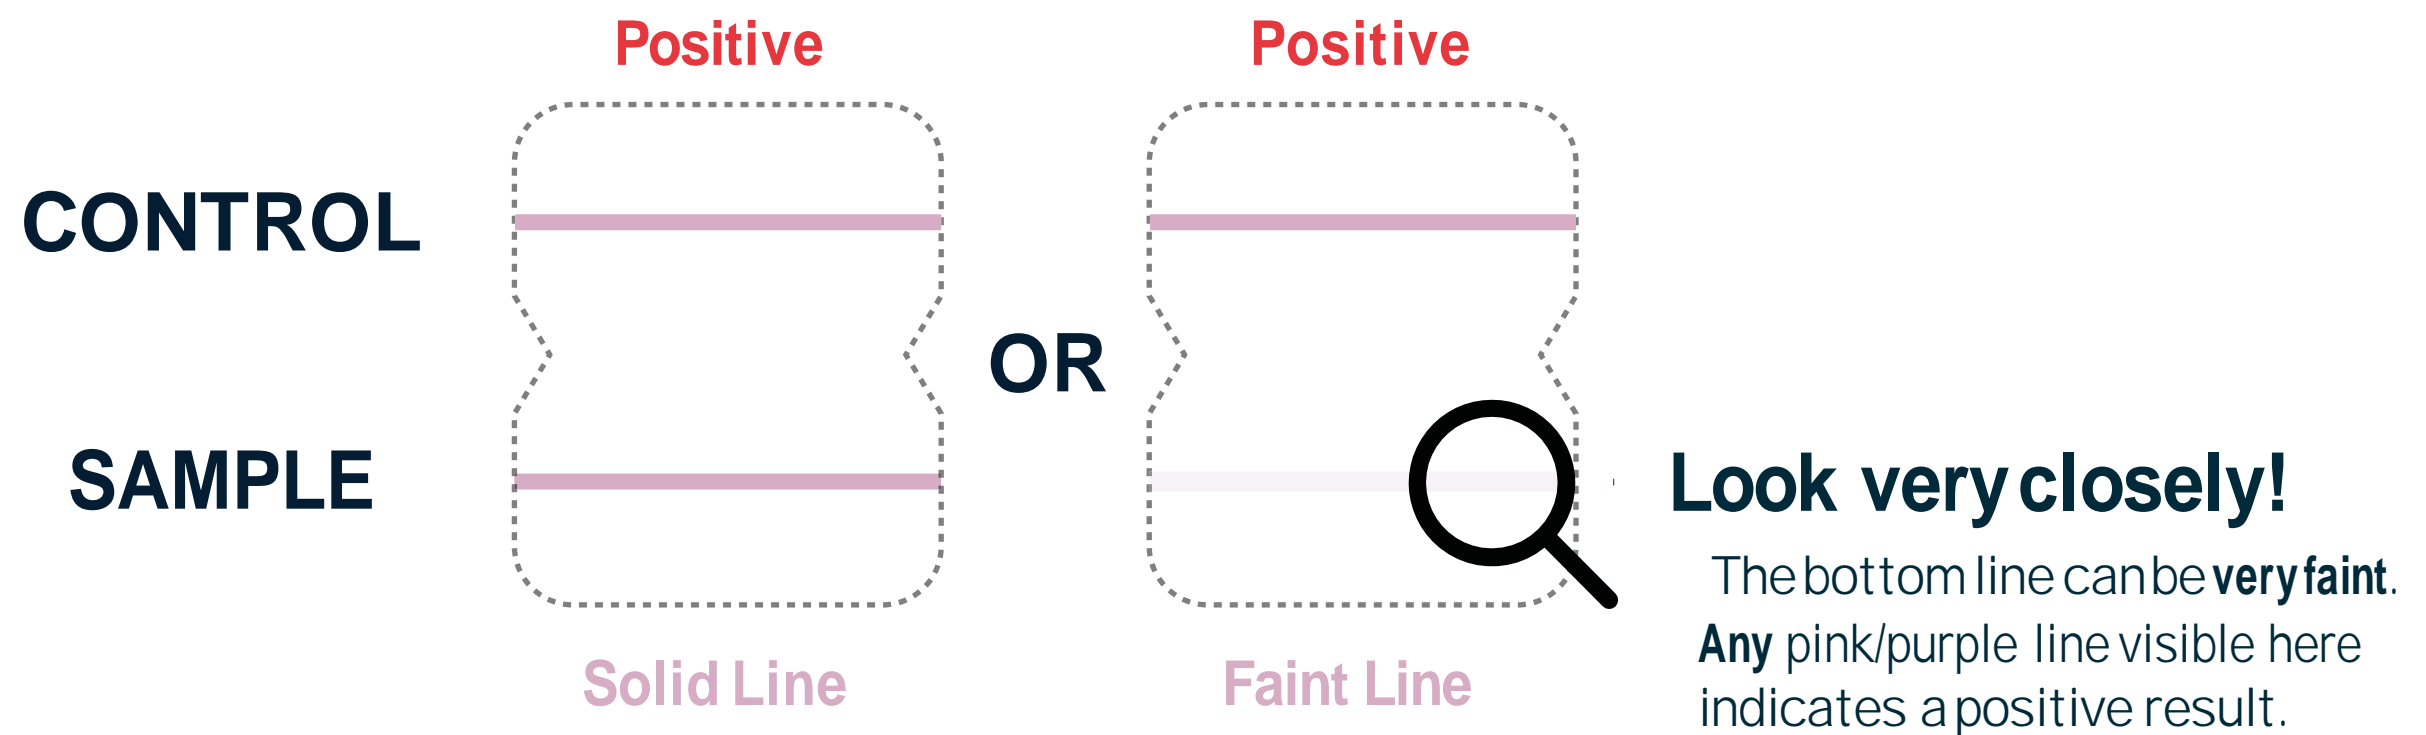 Positive
Positive
CONTROL
OR
SAMPLE
Look very closely!
The bottom line can be very faint.
Any pink/purple line visible here
indicates a positive result.
Solid Line
Faint Line